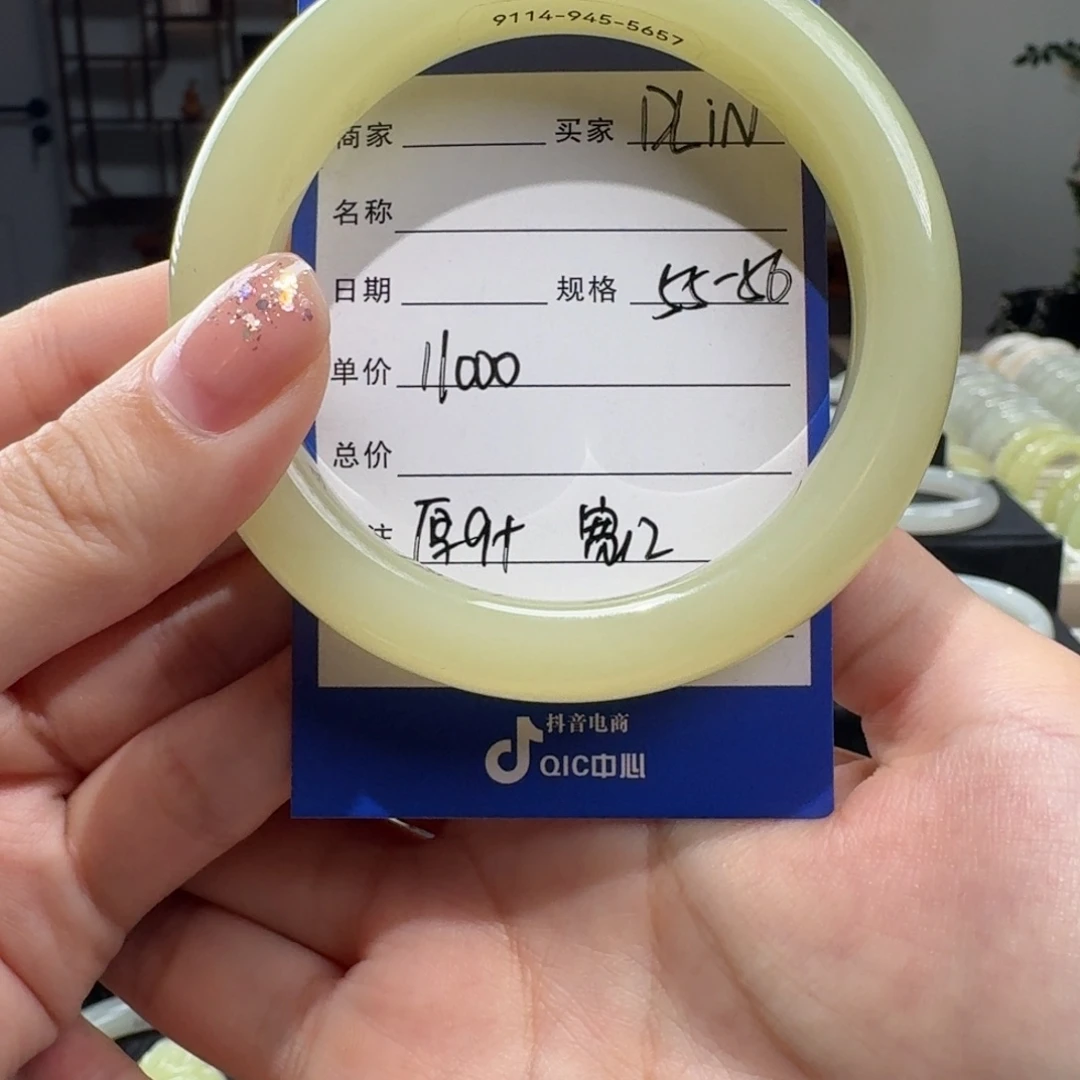 9114-945-5657
商家 买家 DLiN
名称
日期 规格 55-56
单价 11000
总价
注 厚9+ 宽12
抖音电商
QIC中心